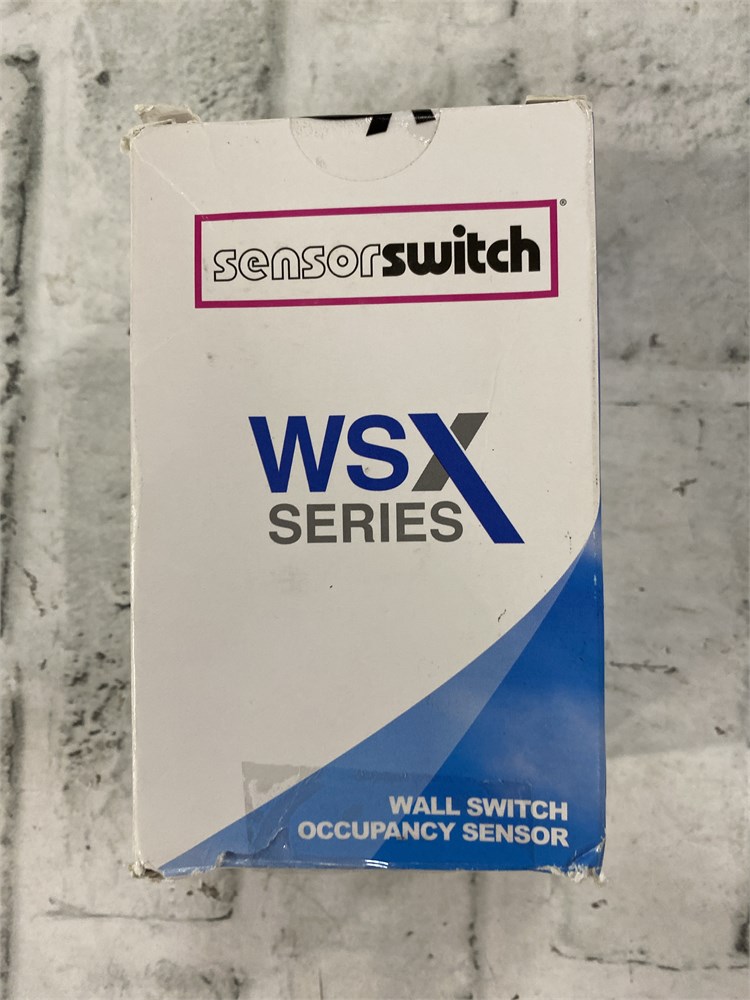 sensorswitch®
WSX
SERIES
WALL SWITCH
OCCUPANCY SENSOR